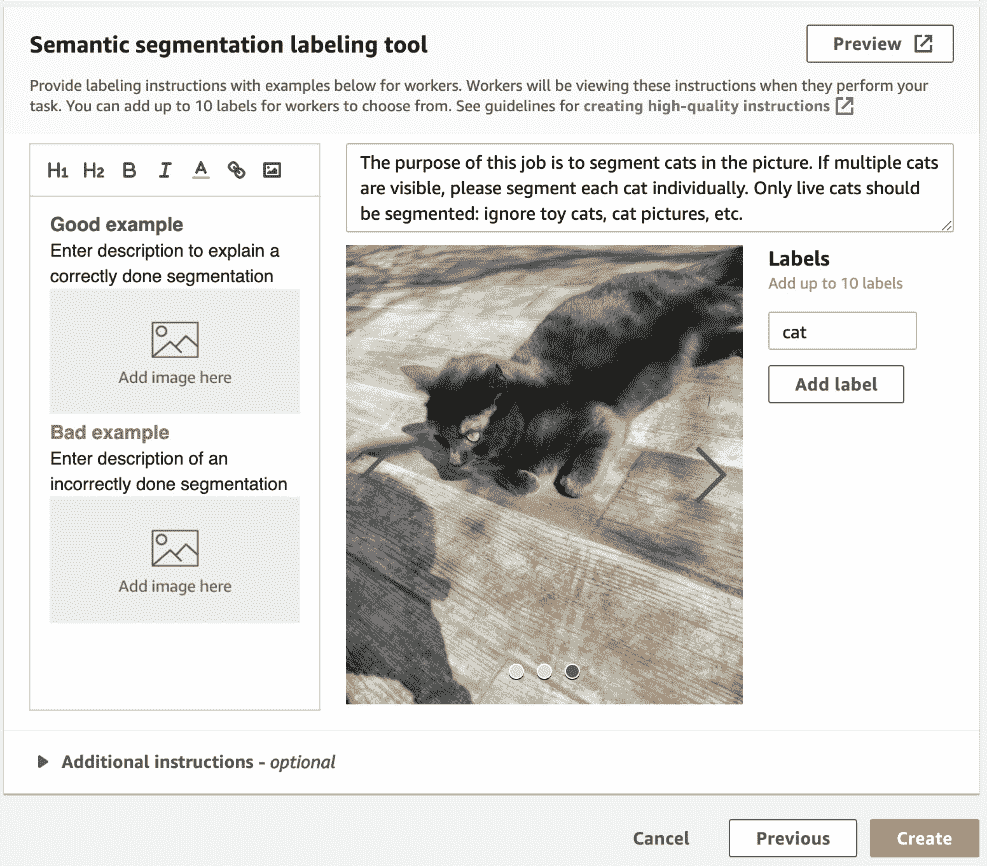 Semantic segmentation labeling tool
Preview
Provide labeling instructions with examples below for workers. Workers will be viewing these instructions when they perform your
task. You can add up to 10 labels for workers to choose from. See guidelines for creating high-quality instructions
H1 H2 B I A
Good example
Enter description to explain a
correctly done segmentation
Add image here
Bad example
Enter description of an
incorrectly done segmentation
Add image here
The purpose of this job is to segment cats in the picture. If multiple cats
are visible, please segment each cat individually. Only live cats should
be segmented: ignore toy cats, cat pictures, etc.
Labels
Add up to 10 labels
cat
Add label
Additional instructions - optional
Cancel
Previous
Create